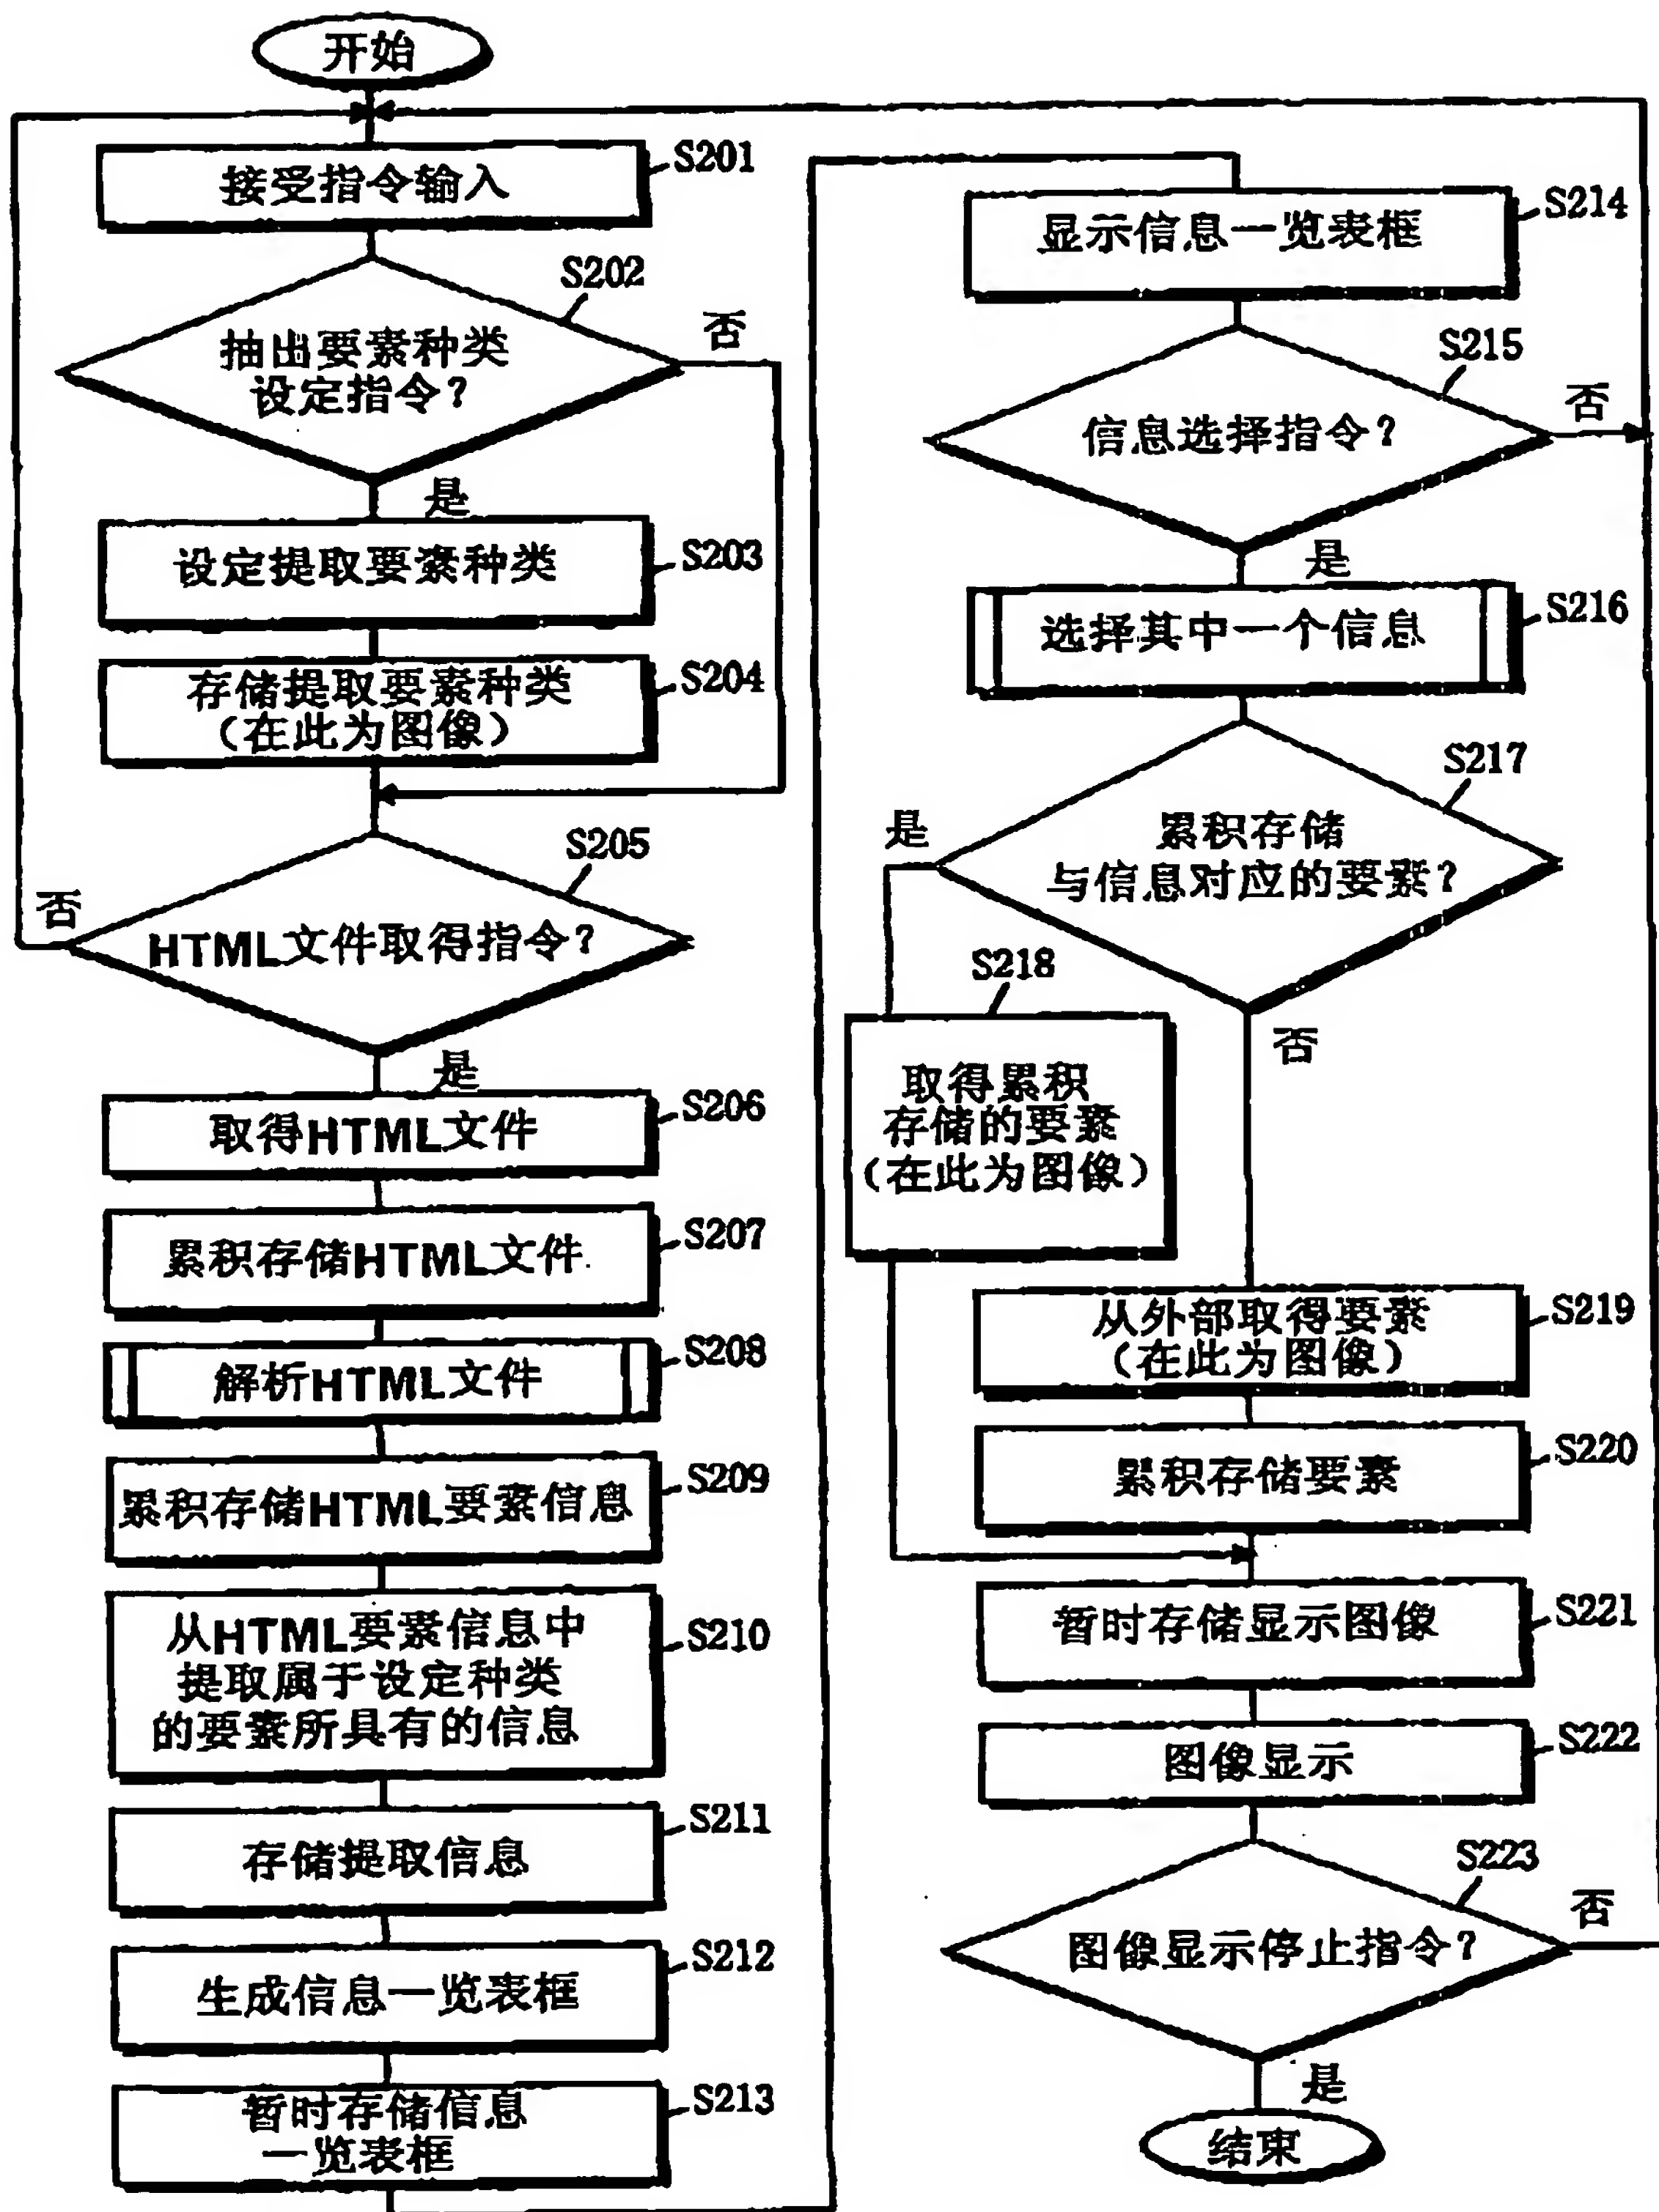 开始
接受指令输入
S201
抽出要素种类
设定指令？
S202
否
是
设定提取要素种类
S203
存储提取要素种类
（在此为图像）
S204
HTML文件取得指令？
S205
否
是
取得HTML文件
S206
累积存储HTML文件
S207
解析HTML文件
S208
累积存储HTML要素信息
S209
从HTML要素信息中
提取属于设定种类
的要素所具有的信息
S210
存储提取信息
S211
生成信息一览表框
S212
暂时存储信息
一览表框
S213
显示信息一览表框
S214
信息选择指令？
S215
否
是
选择其中一个信息
S216
累积存储
与信息对应的要素？
S217
是
否
取得累积
存储的要素
（在此为图像）
S218
从外部取得要素
（在此为图像）
S219
累积存储要素
S220
暂时存储显示图像
S221
图像显示
S222
图像显示停止指令？
S223
否
是
结束